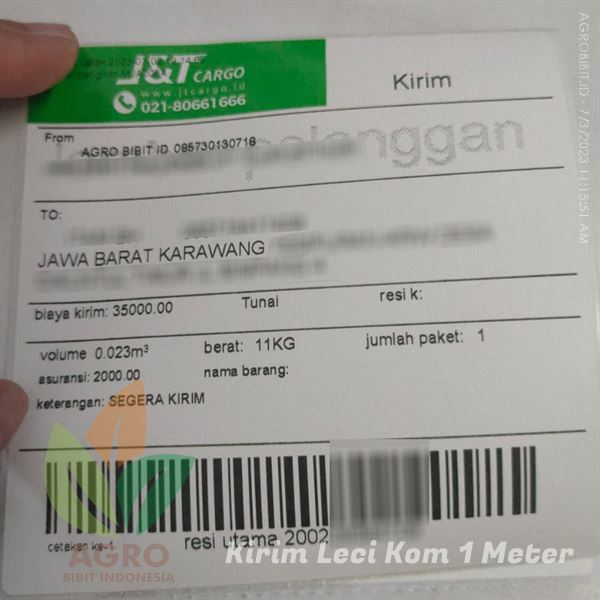 J&T CARGO
www.jtcargo.id
021-80661666
Kirim
From
AGRO BIBIT ID 085730130718
pelanggan
TO:
JAWA BARAT KARAWANG
biaya kirim: 35000.00 Tunai resi k:
volume 0.023m³ berat: 11KG jumlah paket: 1
asuransi: 2000.00 nama barang:
keterangan: SEGERA KIRIM
cetakan ke-1 resi utama 2002
AGRO
BIBIT INDONESIA
Kirim Leci Kom 1 Meter
AGROBIBIT.ID - 7/3/2023 11:15:51 AM